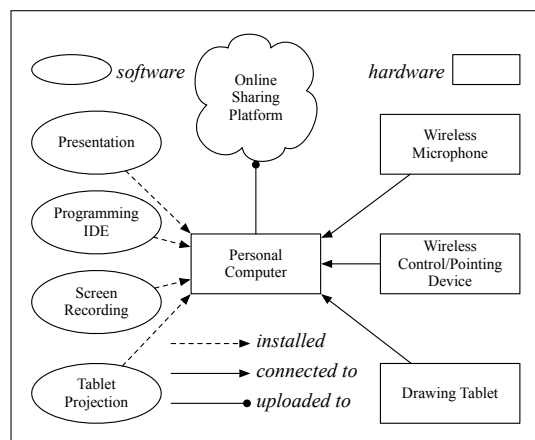 software
Online
Sharing
Platform
hardware
Presentation
Wireless
Microphone
Programming
IDE
Personal
Computer
Wireless
Control/Pointing
Device
Screen
Recording
installed
connected to
uploaded to
Tablet
Projection
Drawing Tablet